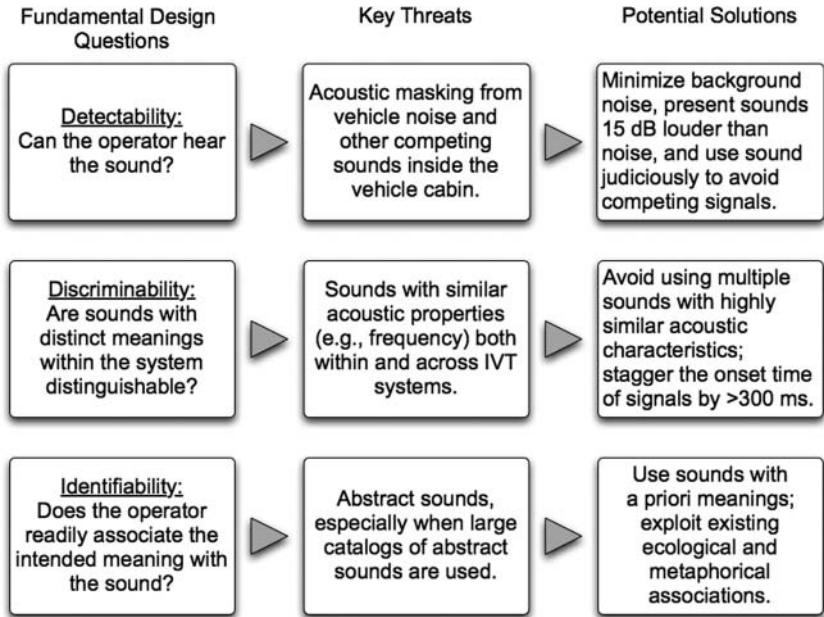 Fundamental Design
Questions
Key Threats
Potential Solutions
Detectability:
Can the operator hear
the sound?
Acoustic masking from
vehicle noise and
other competing
sounds inside the
vehicle cabin.
Minimize background
noise, present sounds
15 dB louder than
noise, and use sound
judiciously to avoid
competing signals.
Discriminability:
Are sounds with
distinct meanings
within the system
distinguishable?
Sounds with similar
acoustic properties
(e.g., frequency) both
within and across IVT
systems.
Avoid using multiple
sounds with highly
similar acoustic
characteristics;
stagger the onset time
of signals by >300 ms.
Identifiability:
Does the operator
readily associate the
intended meaning with
the sound?
Abstract sounds,
especially when large
catalogs of abstract
sounds are used.
Use sounds with
a priori meanings;
exploit existing
ecological and
metaphorical
associations.